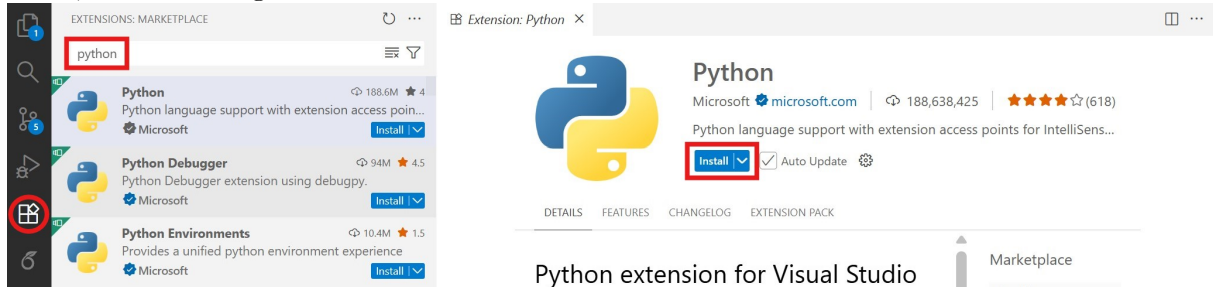 EXTENSIONS: MARKETPLACE
python
Python 188.6M ★ 4
Python language support with extension access poin...
Microsoft Install
Python Debugger 94M ★ 4.5
Python Debugger extension using debugpy.
Microsoft Install
Python Environments 10.4M ★ 1.5
Provides a unified python environment experience
Microsoft Install
1
5
Extension: Python ×
Python
Microsoft microsoft.com | 188,638,425 | ★★★★☆ (618)
Python language support with extension access points for IntelliSens...
Install Auto Update
DETAILS FEATURES CHANGELOG EXTENSION PACK
Python extension for Visual Studio
Marketplace